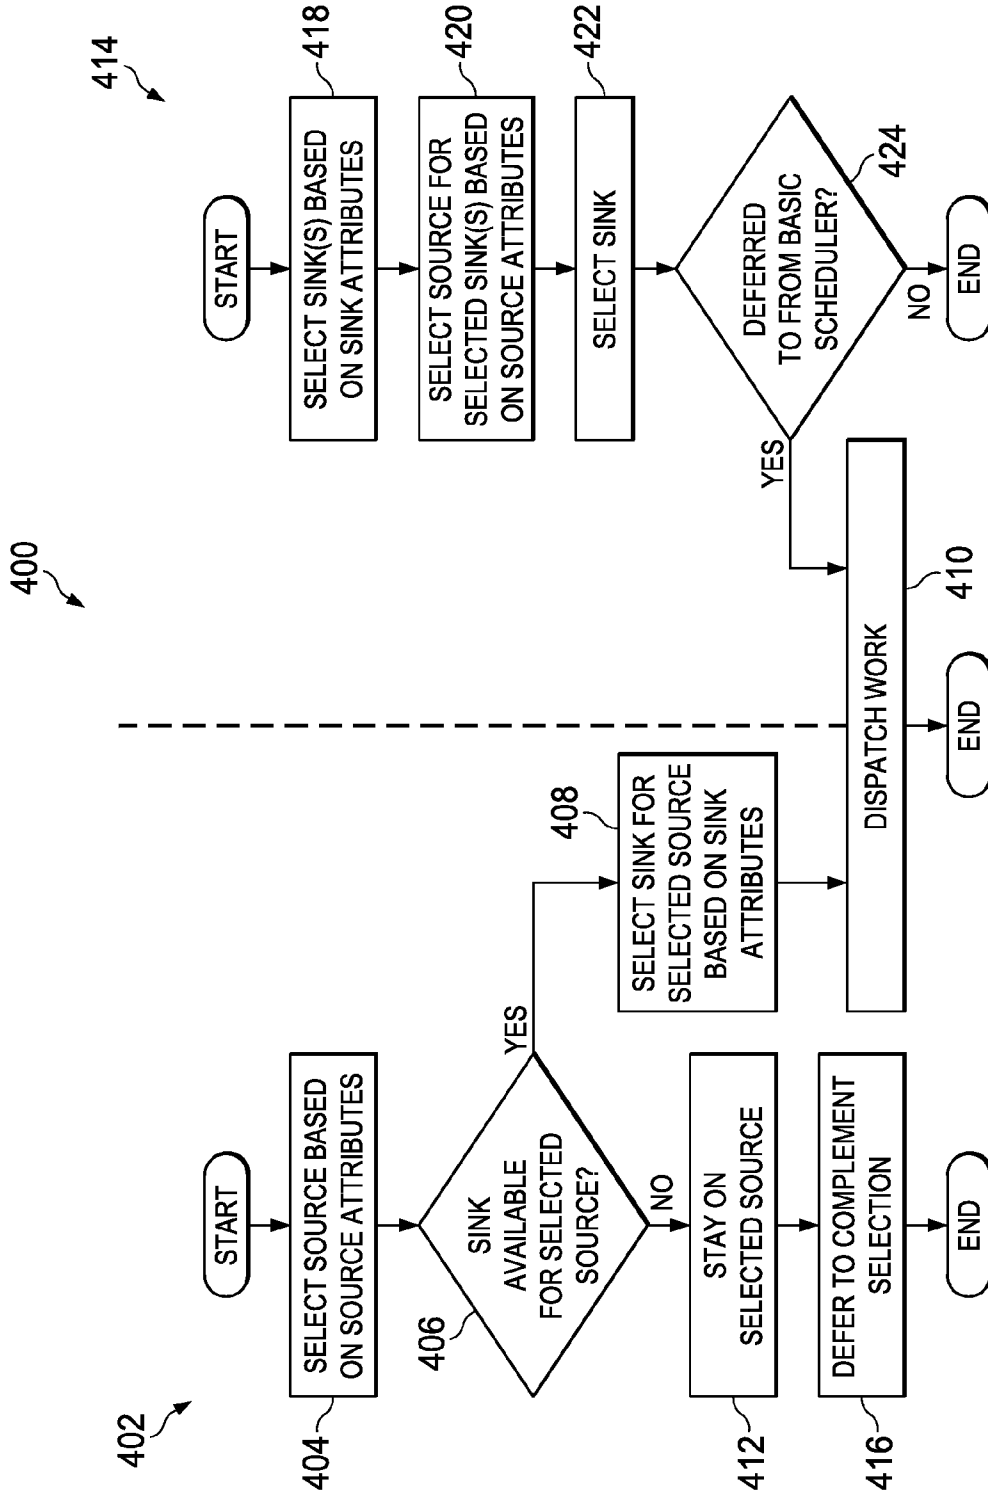 400
402
START
SELECT SOURCE BASED
ON SOURCE ATTRIBUTES
404
SINK
AVAILABLE
FOR SELECTED
SOURCE?
406
YES
NO
SELECT SINK FOR
SELECTED SOURCE
BASED ON SINK
ATTRIBUTES
408
STAY ON
SELECTED SOURCE
412
DEFER TO COMPLEMENT
SELECTION
416
END
DISPATCH WORK
410
END
414
START
SELECT SINK(S) BASED
ON SINK ATTRIBUTES
418
SELECT SOURCE FOR
SELECTED SINK(S) BASED
ON SOURCE ATTRIBUTES
420
SELECT SINK
422
DEFERRED
TO FROM BASIC
SCHEDULER?
424
YES
NO
END